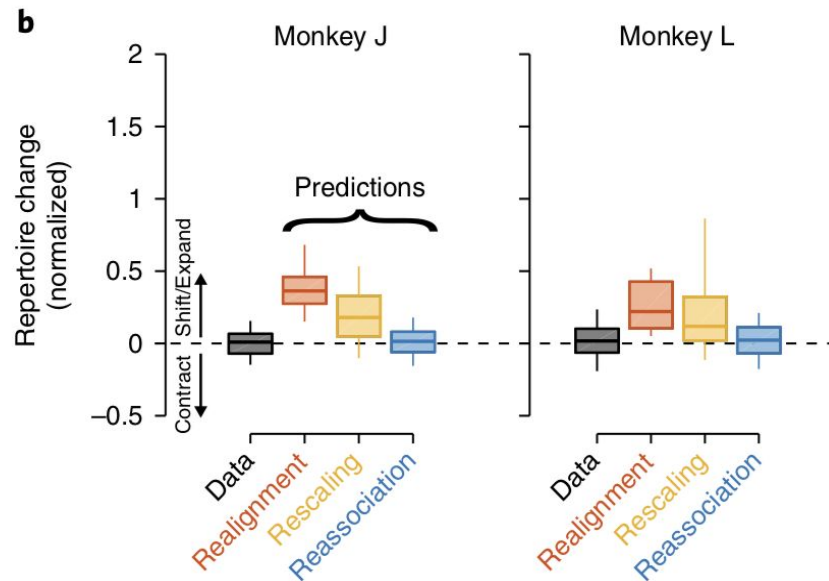 b
Monkey J
Monkey L
Repertoire change
(normalized)
2
1.5
1
0.5
0
−0.5
Shift/Expand
Contract
Predictions
Data
Realignment
Rescaling
Reassociation
Data
Realignment
Rescaling
Reassociation